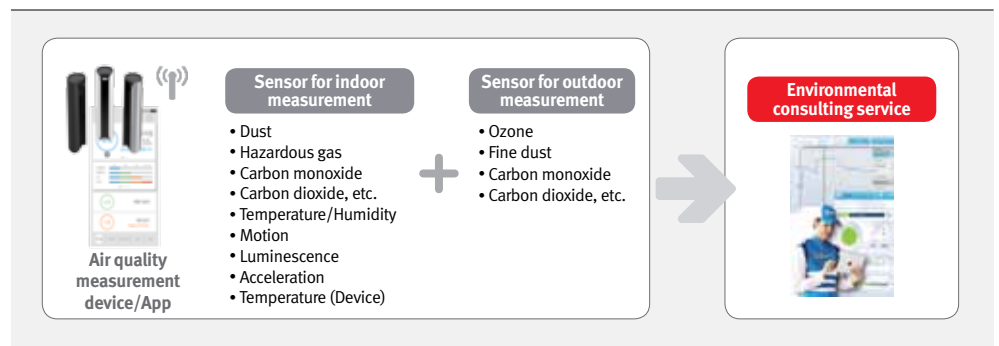 Air quality
measurement
device/App
Sensor for indoor
measurement
• Dust
• Hazardous gas
• Carbon monoxide
• Carbon dioxide, etc.
• Temperature/Humidity
• Motion
• Luminescence
• Acceleration
• Temperature (Device)
Sensor for outdoor
measurement
• Ozone
• Fine dust
• Carbon monoxide
• Carbon dioxide, etc.
Environmental
consulting service